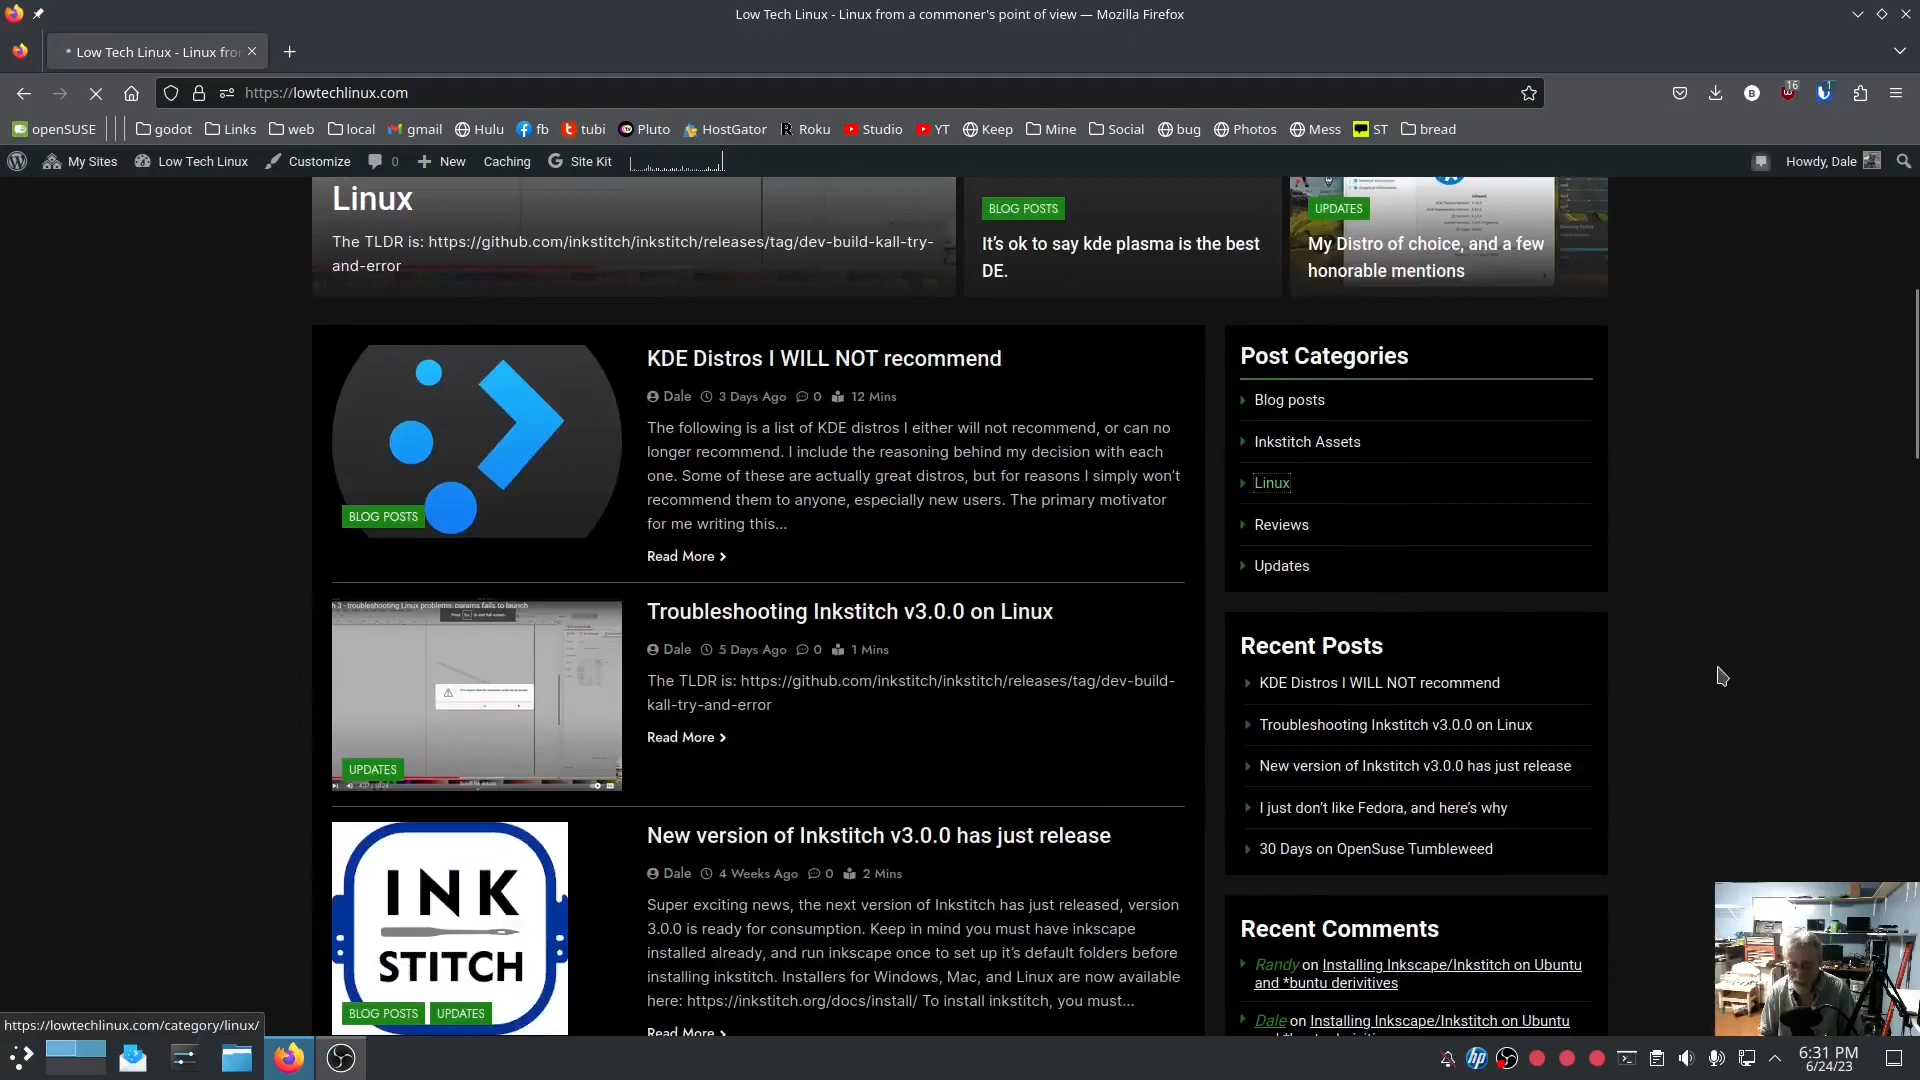 Low Tech Linux - Linux from a commoner's point of view — Mozilla Firefox
Low Tech Linux - Linux fro
https://lowtechlinux.com
16
1
openSUSE godot Links web local gmail Hulu fb tubi Pluto HostGator Roku Studio YT Keep Mine Social bug Photos Mess ST bread
My Sites Low Tech Linux Customize 0 New Caching Site Kit Howdy, Dale
Linux
The TLDR is: https://github.com/inkstitch/inkstitch/releases/tag/dev-build-kall-try-
and-error
BLOG POSTS
It's ok to say kde plasma is the best
DE.
UPDATES
My Distro of choice, and a few
honorable mentions
BLOG POSTS
KDE Distros I WILL NOT recommend
Dale 3 Days Ago 0 12 Mins
The following is a list of KDE distros I either will not recommend, or can no
longer recommend. I include the reasoning behind my decision with each
one. Some of these are actually great distros, but for reasons I simply won't
recommend them to anyone, especially new users. The primary motivator
for me writing this...
Read More
h 3 - troubleshooting Linux problems, params fails to launch
UPDATES
Troubleshooting Inkstitch v3.0.0 on Linux
Dale 5 Days Ago 0 1 Mins
The TLDR is: https://github.com/inkstitch/inkstitch/releases/tag/dev-build-
kall-try-and-error
Read More
INK
STITCH
BLOG POSTS UPDATES
New version of Inkstitch v3.0.0 has just release
Dale 4 Weeks Ago 0 2 Mins
Super exciting news, the next version of Inkstitch has just released, version
3.0.0 is ready for consumption. Keep in mind you must have inkscape
installed already, and run inkscape once to set up it's default folders before
installing inkstitch. Installers for Windows, Mac, and Linux are now available
here: https://inkstitch.org/docs/install/ To install inkstitch, you must...
Read More
Post Categories
Blog posts
Inkstitch Assets
Linux
Reviews
Updates
Recent Posts
KDE Distros I WILL NOT recommend
Troubleshooting Inkstitch v3.0.0 on Linux
New version of Inkstitch v3.0.0 has just release
I just don't like Fedora, and here's why
30 Days on OpenSuse Tumbleweed
Recent Comments
Randy on Installing Inkscape/Inkstitch on Ubuntu
and *buntu derivitives
Dale on Installing Inkscape/Inkstitch on Ubuntu
https://lowtechlinux.com/category/linux/
hp
6:31 PM
6/24/23